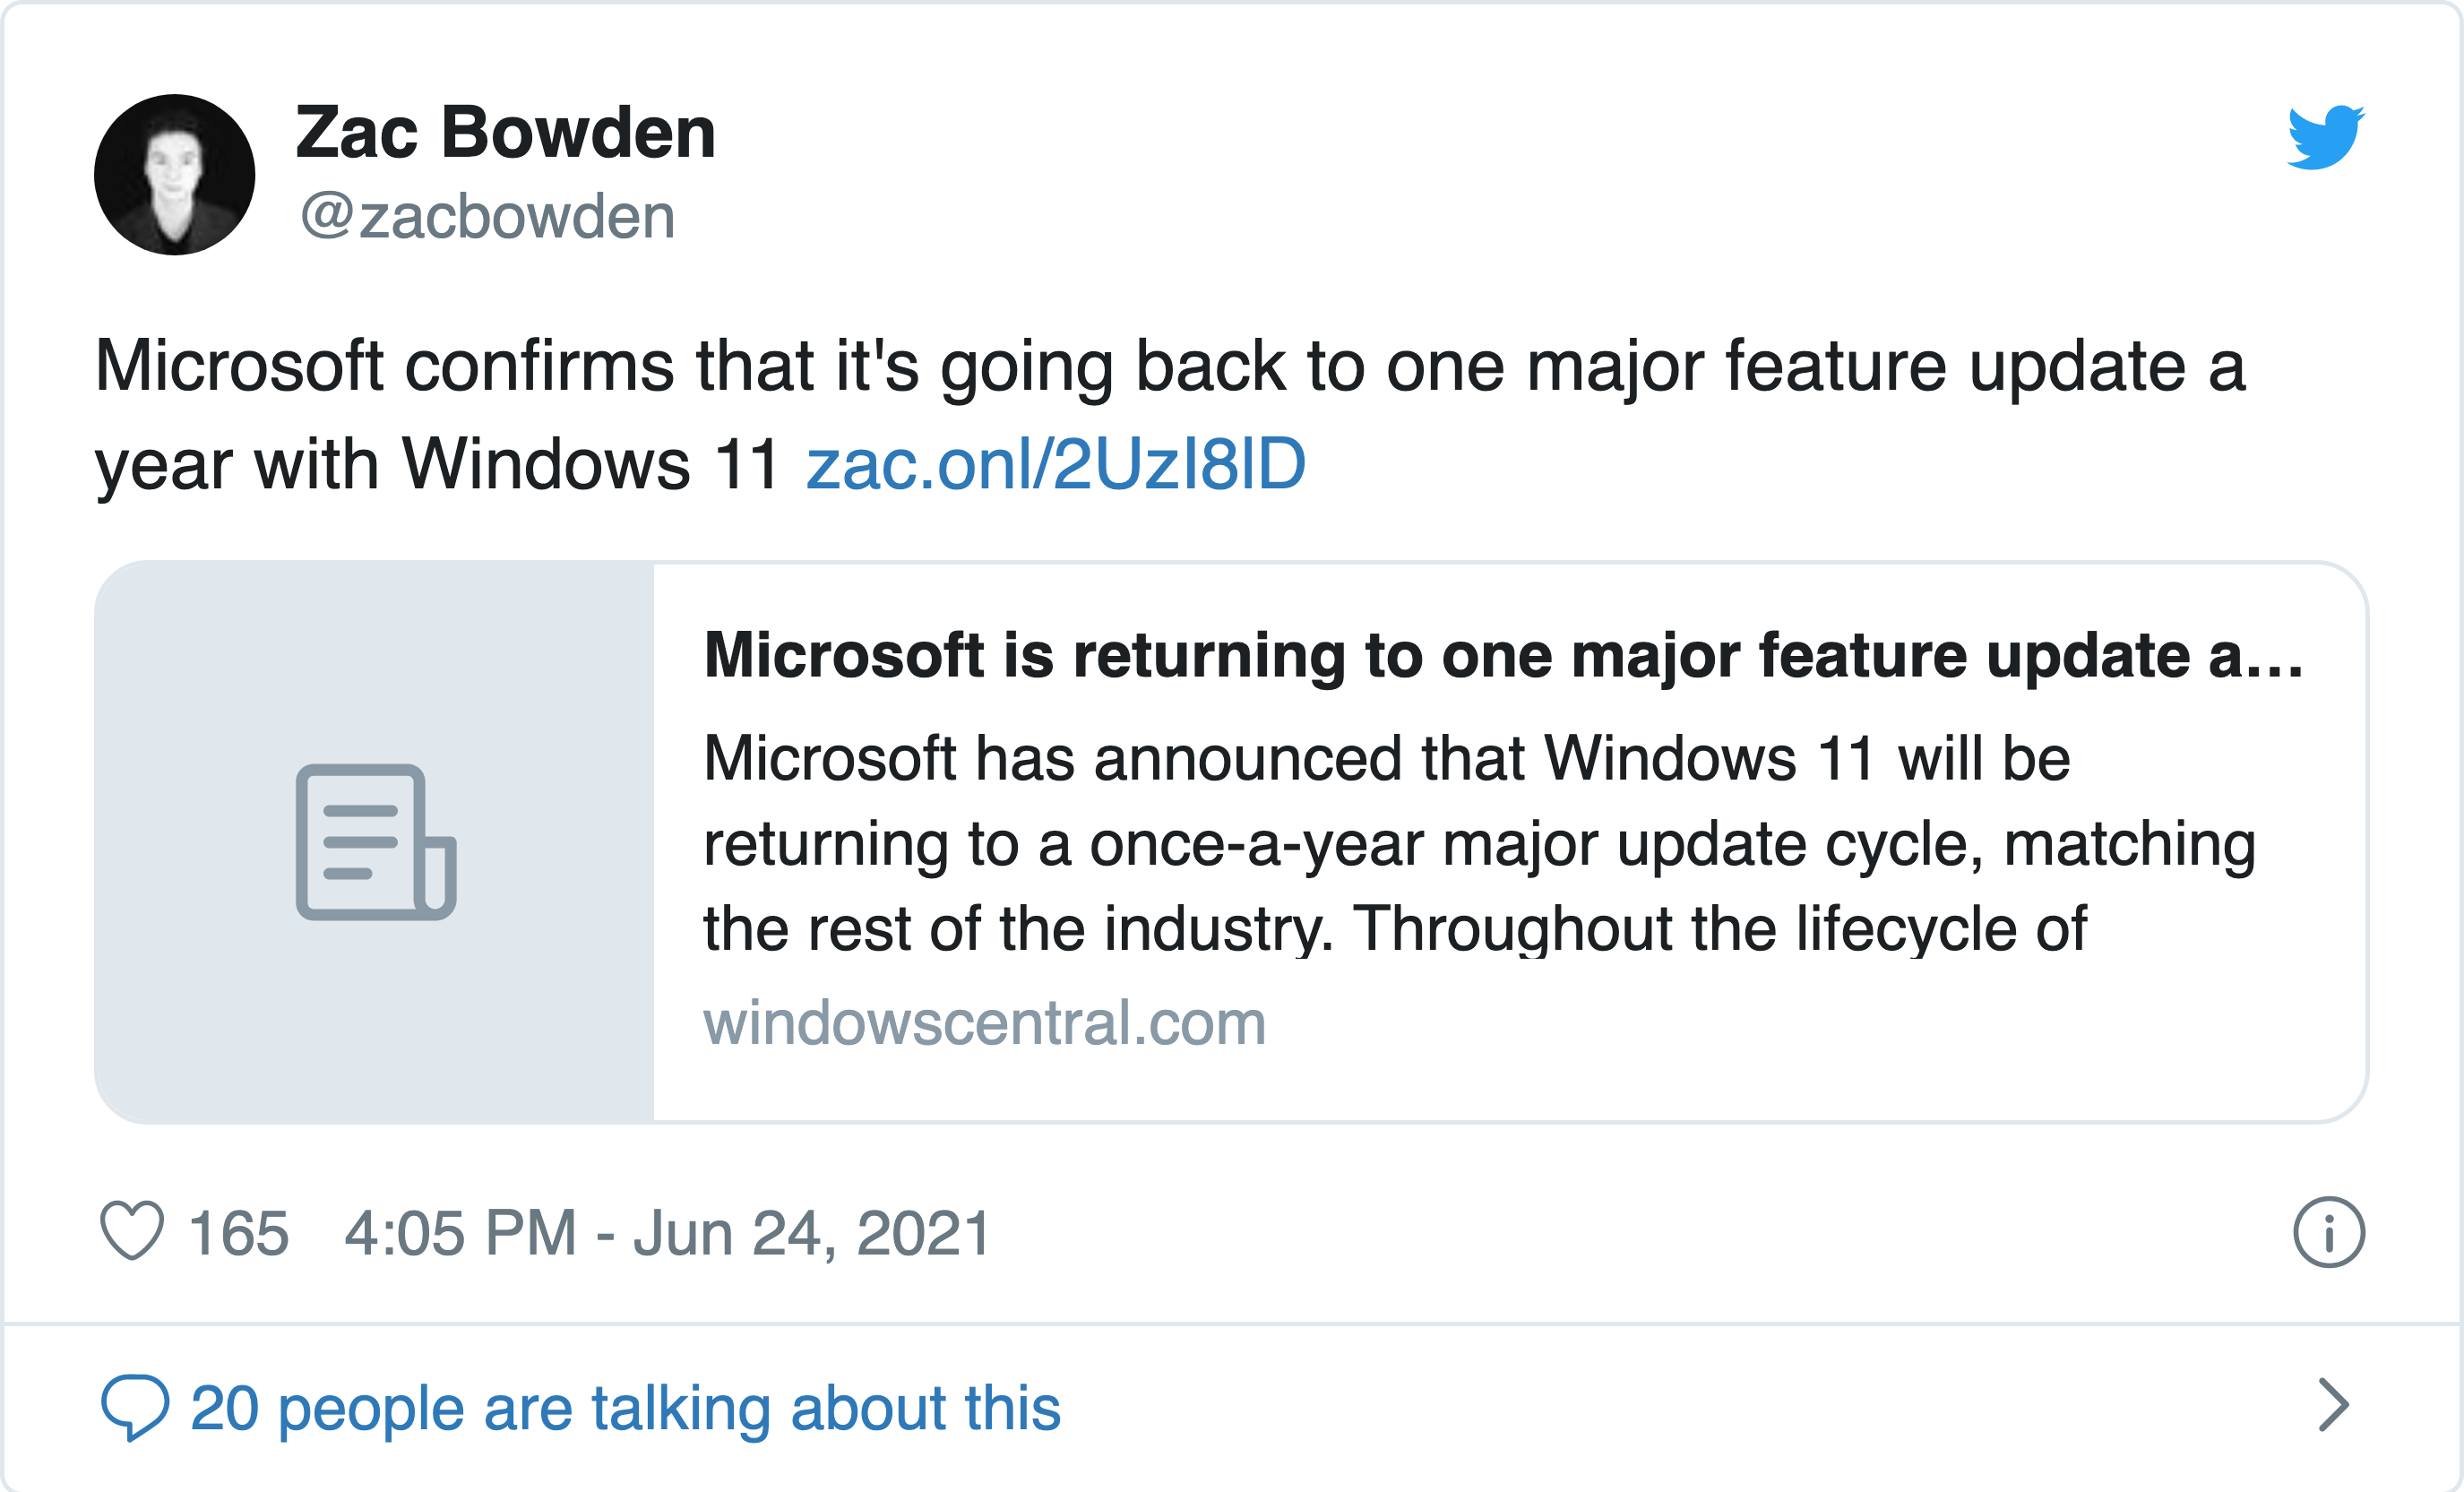 Zac Bowden
@zacbowden
Microsoft confirms that it's going back to one major feature update a
year with Windows 11 zac.onl/2UzI8lD
Microsoft is returning to one major feature update a...
Microsoft has announced that Windows 11 will be
returning to a once-a-year major update cycle, matching
the rest of the industry. Throughout the lifecycle of
windowscentral.com
165 4:05 PM - Jun 24, 2021
20 people are talking about this